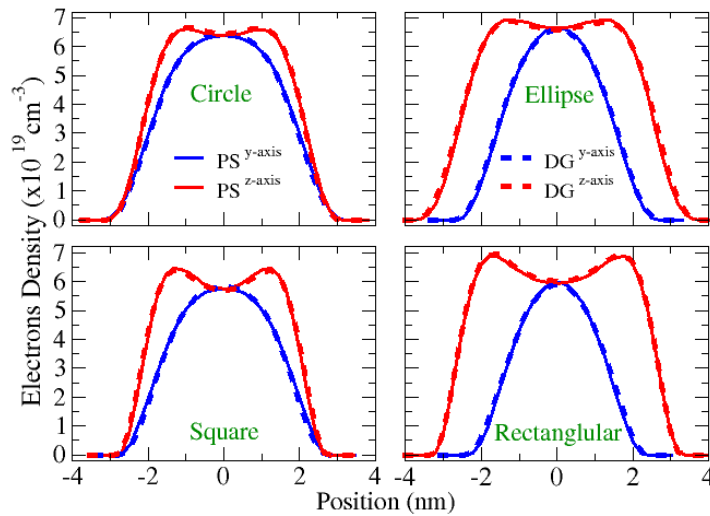 Electrons Density (x10 19 cm-3)
7
6
5
4
3
2
1
0
Circle
PS y-axis
PS z-axis
Ellipse
DG y-axis
DG z-axis
7
6
5
4
3
2
1
0
Square
Rectanglular
-4 -2 0 2 4 -2 0 2 4
Position (nm)